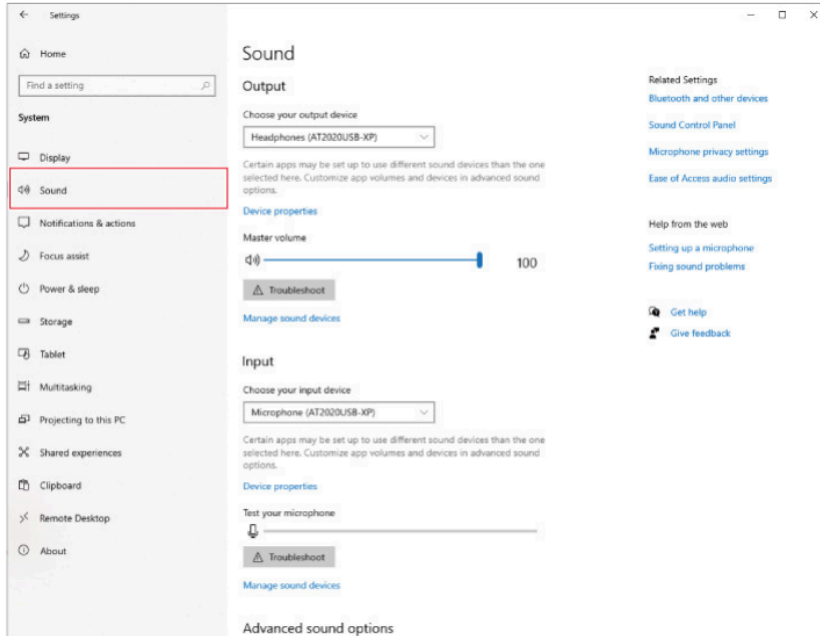 Settings
Home
Find a setting
System
Display
Sound
Notifications & actions
Focus assist
Power & sleep
Storage
Tablet
Multitasking
Projecting to this PC
Shared experiences
Clipboard
Remote Desktop
About
Sound
Output
Choose your output device
Headphones (AT2020USB-XP)
Certain apps may be set up to use different sound devices than the one
selected here. Customize app volumes and devices in advanced sound
options.
Device properties
Master volume
100
Troubleshoot
Manage sound devices
Input
Choose your input device
Microphone (AT2020USB-XP)
Certain apps may be set up to use different sound devices than the one
selected here. Customize app volumes and devices in advanced sound
options.
Device properties
Test your microphone
Troubleshoot
Manage sound devices
Advanced sound options
Related Settings
Bluetooth and other devices
Sound Control Panel
Microphone privacy settings
Ease of Access audio settings
Help from the web
Setting up a microphone
Fixing sound problems
Get help
Give feedback